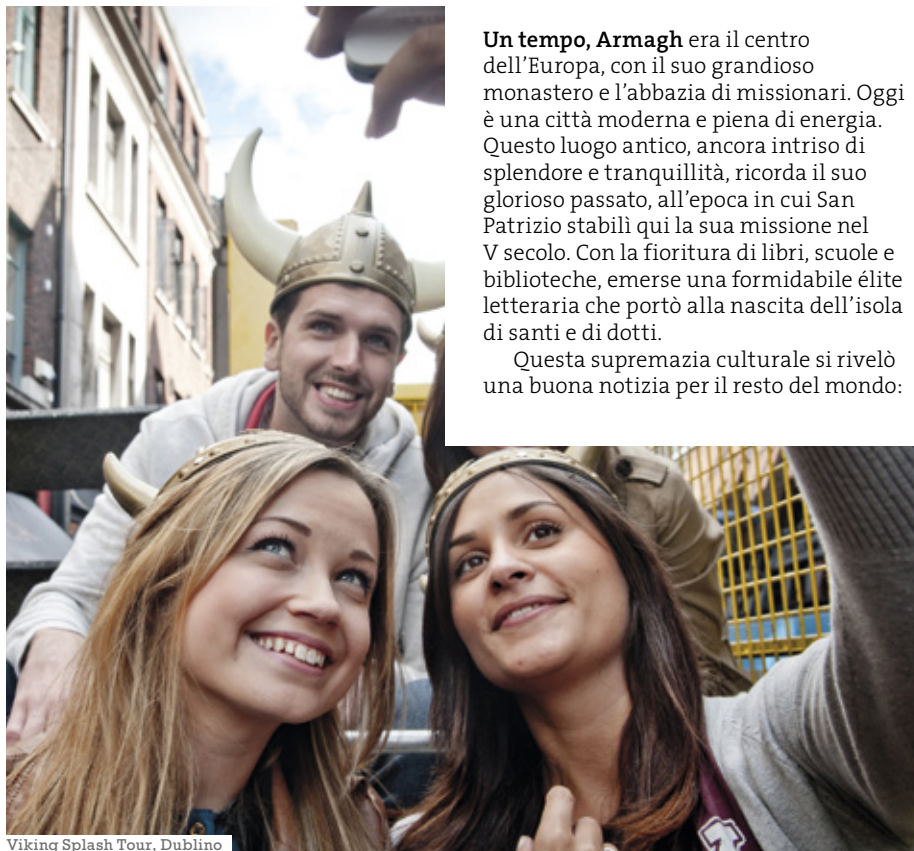 Un tempo, Armagh era il centro
dell’Europa, con il suo grandioso
monastero e l’abbazia di missionari. Oggi
è una città moderna e piena di energia.
Questo luogo antico, ancora intriso di
splendore e tranquillità, ricorda il suo
glorioso passato, all’epoca in cui San
Patrizio stabilì qui la sua missione nel
V secolo. Con la fioritura di libri, scuole e
biblioteche, emerse una formidabile élite
letteraria che portò alla nascita dell’isola
di santi e di dotti.
Questa supremazia culturale si rivelò
una buona notizia per il resto del mondo:
Viking Splash Tour, Dublino